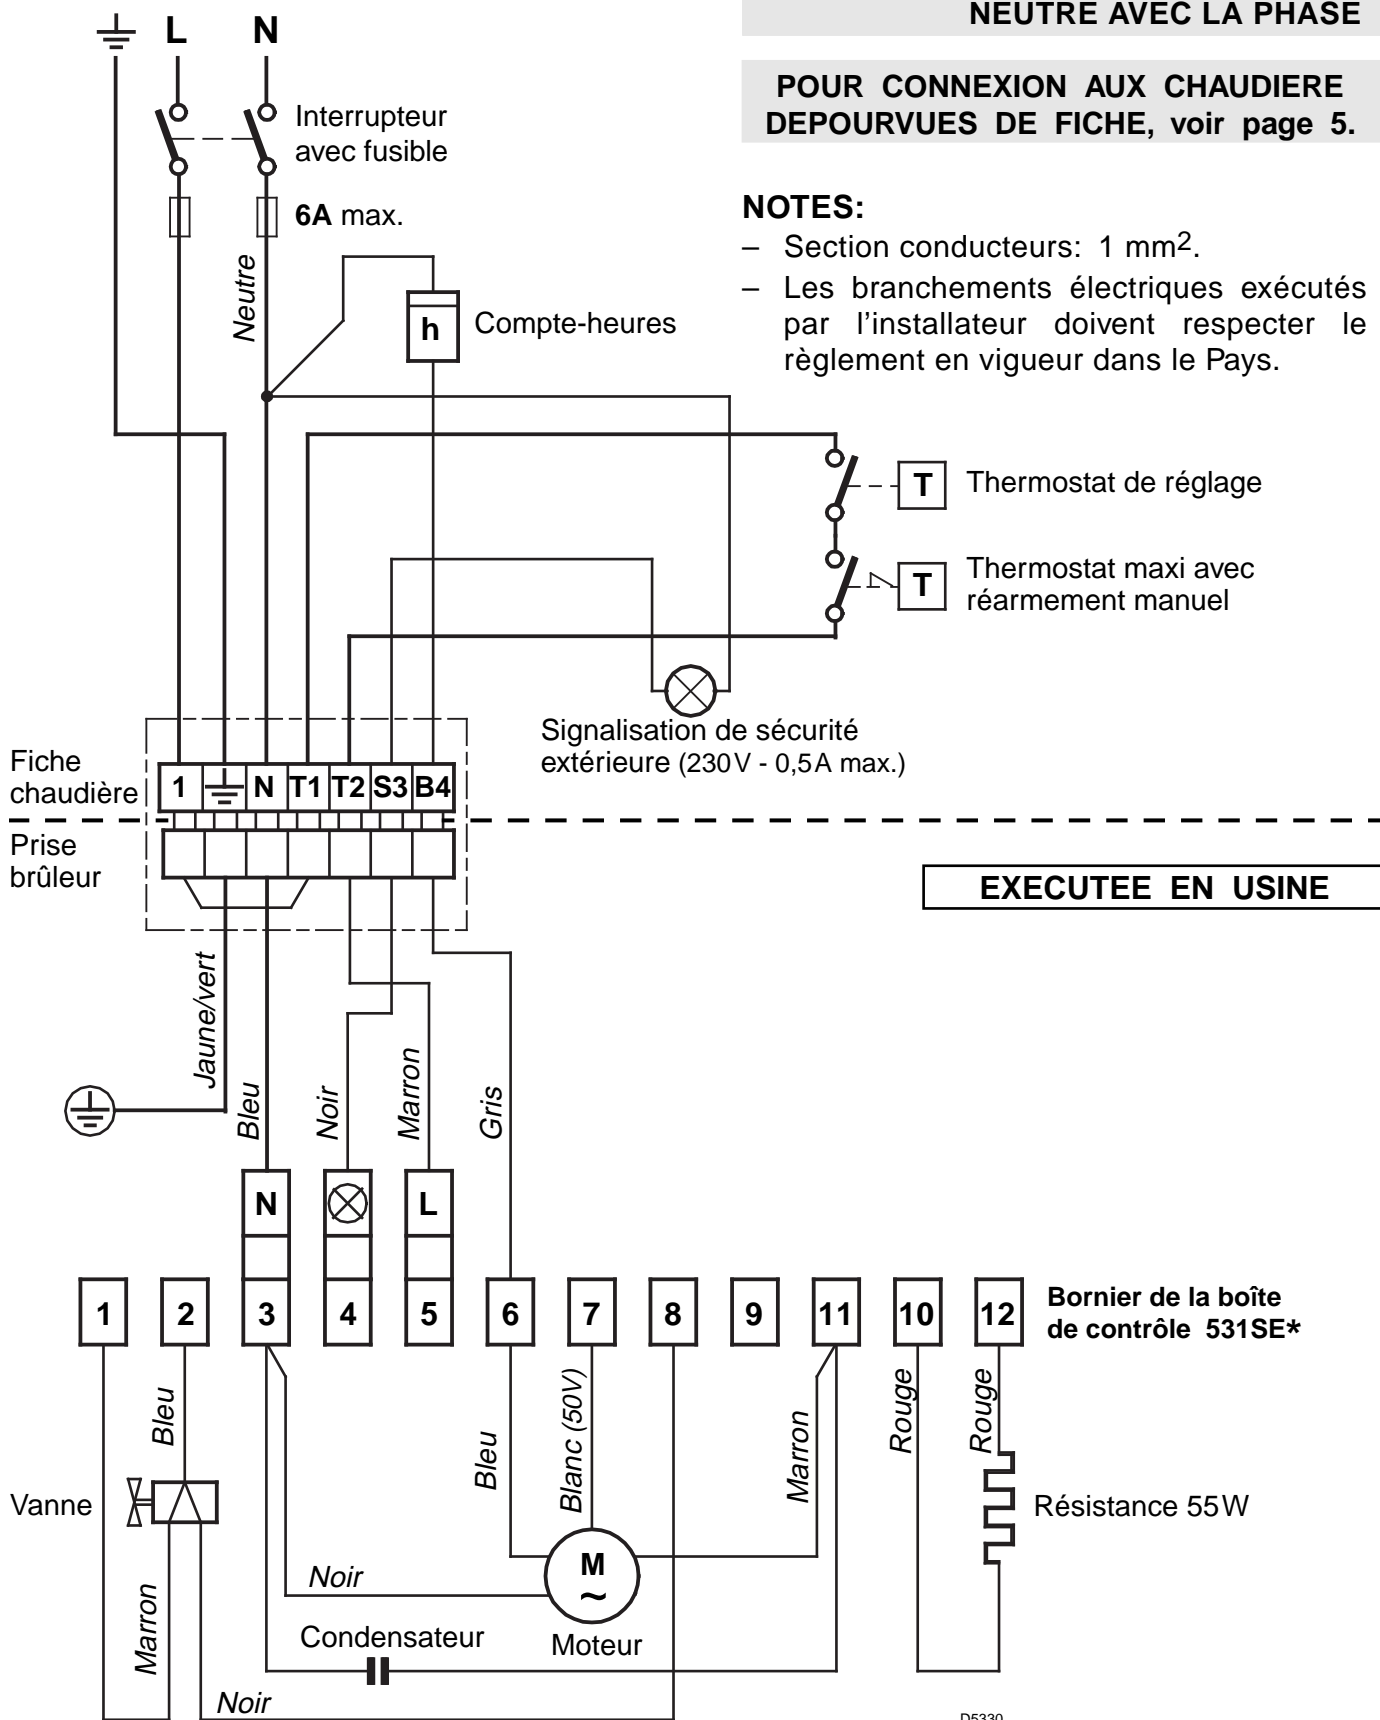 NEUTRE AVEC LA PHASE
POUR CONNEXION AUX CHAUDIERE
DEPOURVUES DE FICHE, voir page 5.
L
N
Interrupteur
avec fusible
6A max.
Neutre
NOTES:
– Section conducteurs: 1 mm².
– Les branchements électriques exécutés
par l'installateur doivent respecter le
règlement en vigueur dans le Pays.
h
Compte-heures
T
Thermostat de réglage
T
Thermostat maxi avec
réarmement manuel
Signalisation de sécurité
extérieure (230V - 0,5A max.)
Fiche
chaudière
1 N T1 T2 S3 B4
Prise
brûleur
EXECUTEE EN USINE
Jaune/vert
Bleu
Noir
Marron
Gris
N
L
1 2 3 4 5 6 7 8 9 11 10 12
Bornier de la boîte
de contrôle 531SE*
Bleu
Bleu
Blanc (50V)
Marron
Rouge
Rouge
Vanne
Résistance 55W
Marron
Noir
M
~
Condensateur
Moteur
Noir
D5330